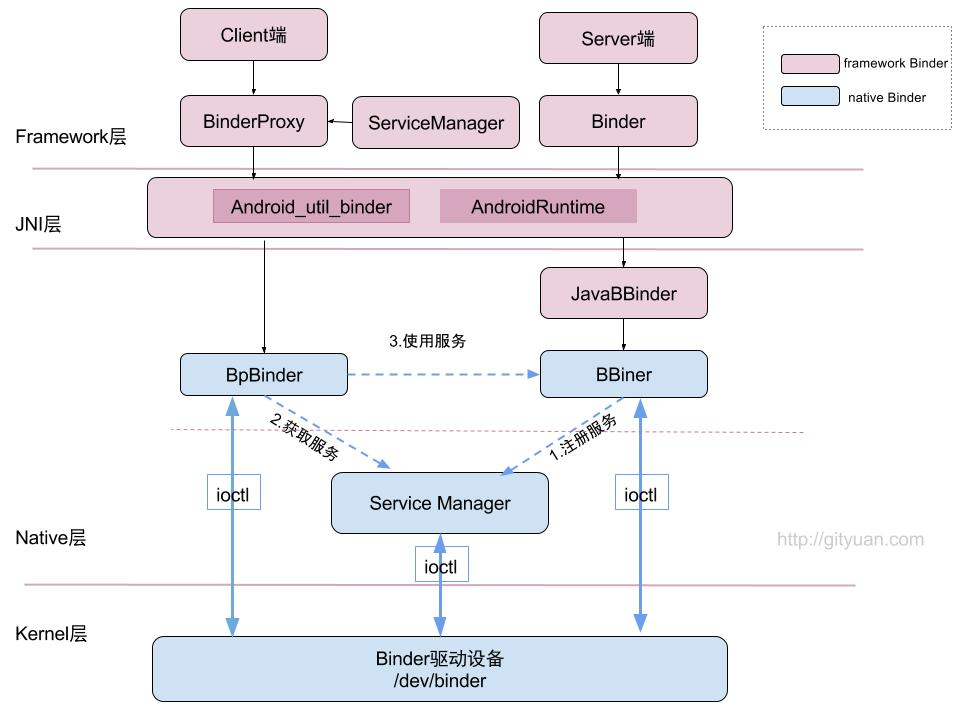 Client端
Server端
framework Binder
native Binder
BinderProxy
ServiceManager
Binder
Framework层
Android_util_binder
AndroidRuntime
JNI层
JavaBBinder
3.使用服务
BpBinder
BBiner
2.获取服务
1.注册服务
ioctl
Service Manager
ioctl
Native层
http://gityuan.com
ioctl
Kernel层
Binder驱动设备
/dev/binder